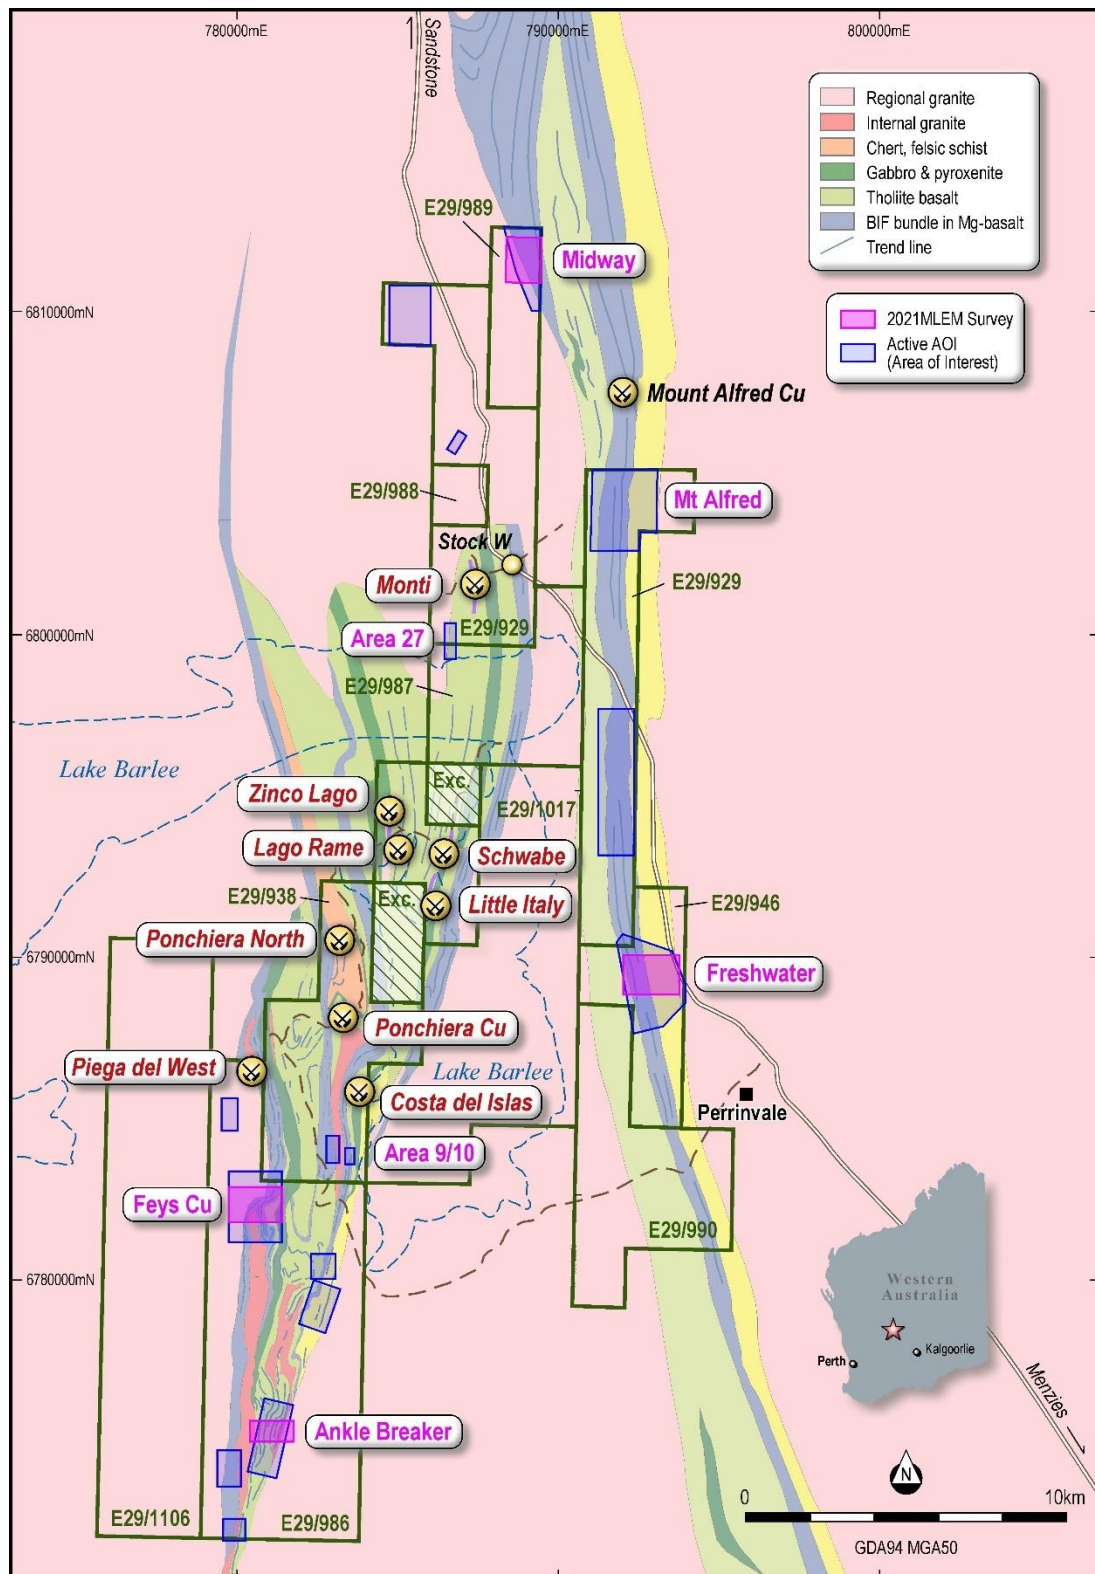 780000mE
790000mE
800000mE
Sandstone
Regional granite
Internal granite
Chert, felsic schist
Gabbro & pyroxenite
Tholiite basalt
BIF bundle in Mg-basalt
Trend line
2021MLEM Survey
Active AOI
(Area of Interest)
E29/989
Midway
6810000mN
Mount Alfred Cu
E29/988
Mt Alfred
Stock W
Monti
E29/929
E29/929
6800000mN
Area 27
E29/987
Lake Barlee
Exc.
Zinco Lago
E29/1017
Lago Rame
Schwabe
E29/938
Exc.
Little Italy
E29/946
Ponchiera North
6790000mN
Freshwater
Ponchiera Cu
Piega del West
Lake Barlee
Costa del Islas
Perrinvale
Area 9/10
Feys Cu
E29/990
6780000mN
Western
Australia
Perth
Kalgoorlie
Menzies
Ankle Breaker
N
0
10km
E29/1106
E29/986
GDA94 MGA50